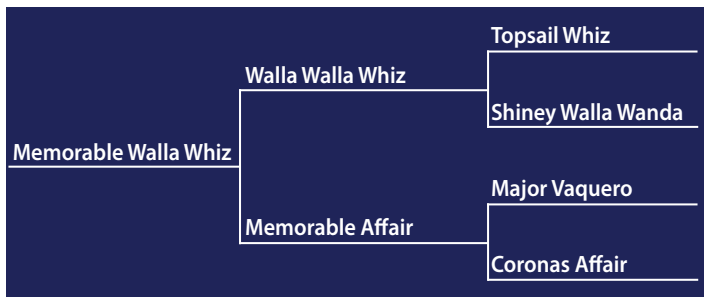 Topsail Whiz
Walla Walla Whiz
Shiney Walla Wanda
Memorable Walla Whiz
Major Vaquero
Memorable Affair
Coronas Affair